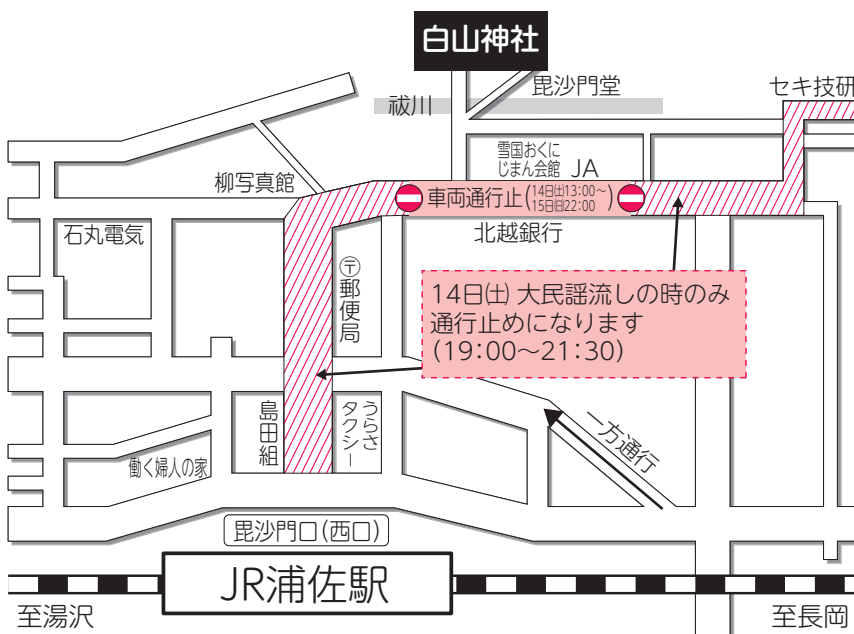 白山神社
毘沙門堂
セキ技研
祓川
雪国おくに
じまん会館
JA
柳写真館
車両通行止(14日(土)13:00～
15日(日)22:00)
石丸電気
北越銀行
〶郵便局
14日(土) 大民謡流しの時のみ
通行止めになります
(19:00～21:30)
島田組
うらさ
タクシー
一方通行
働く婦人の家
毘沙門口(西口)
JR浦佐駅
至湯沢
至長岡